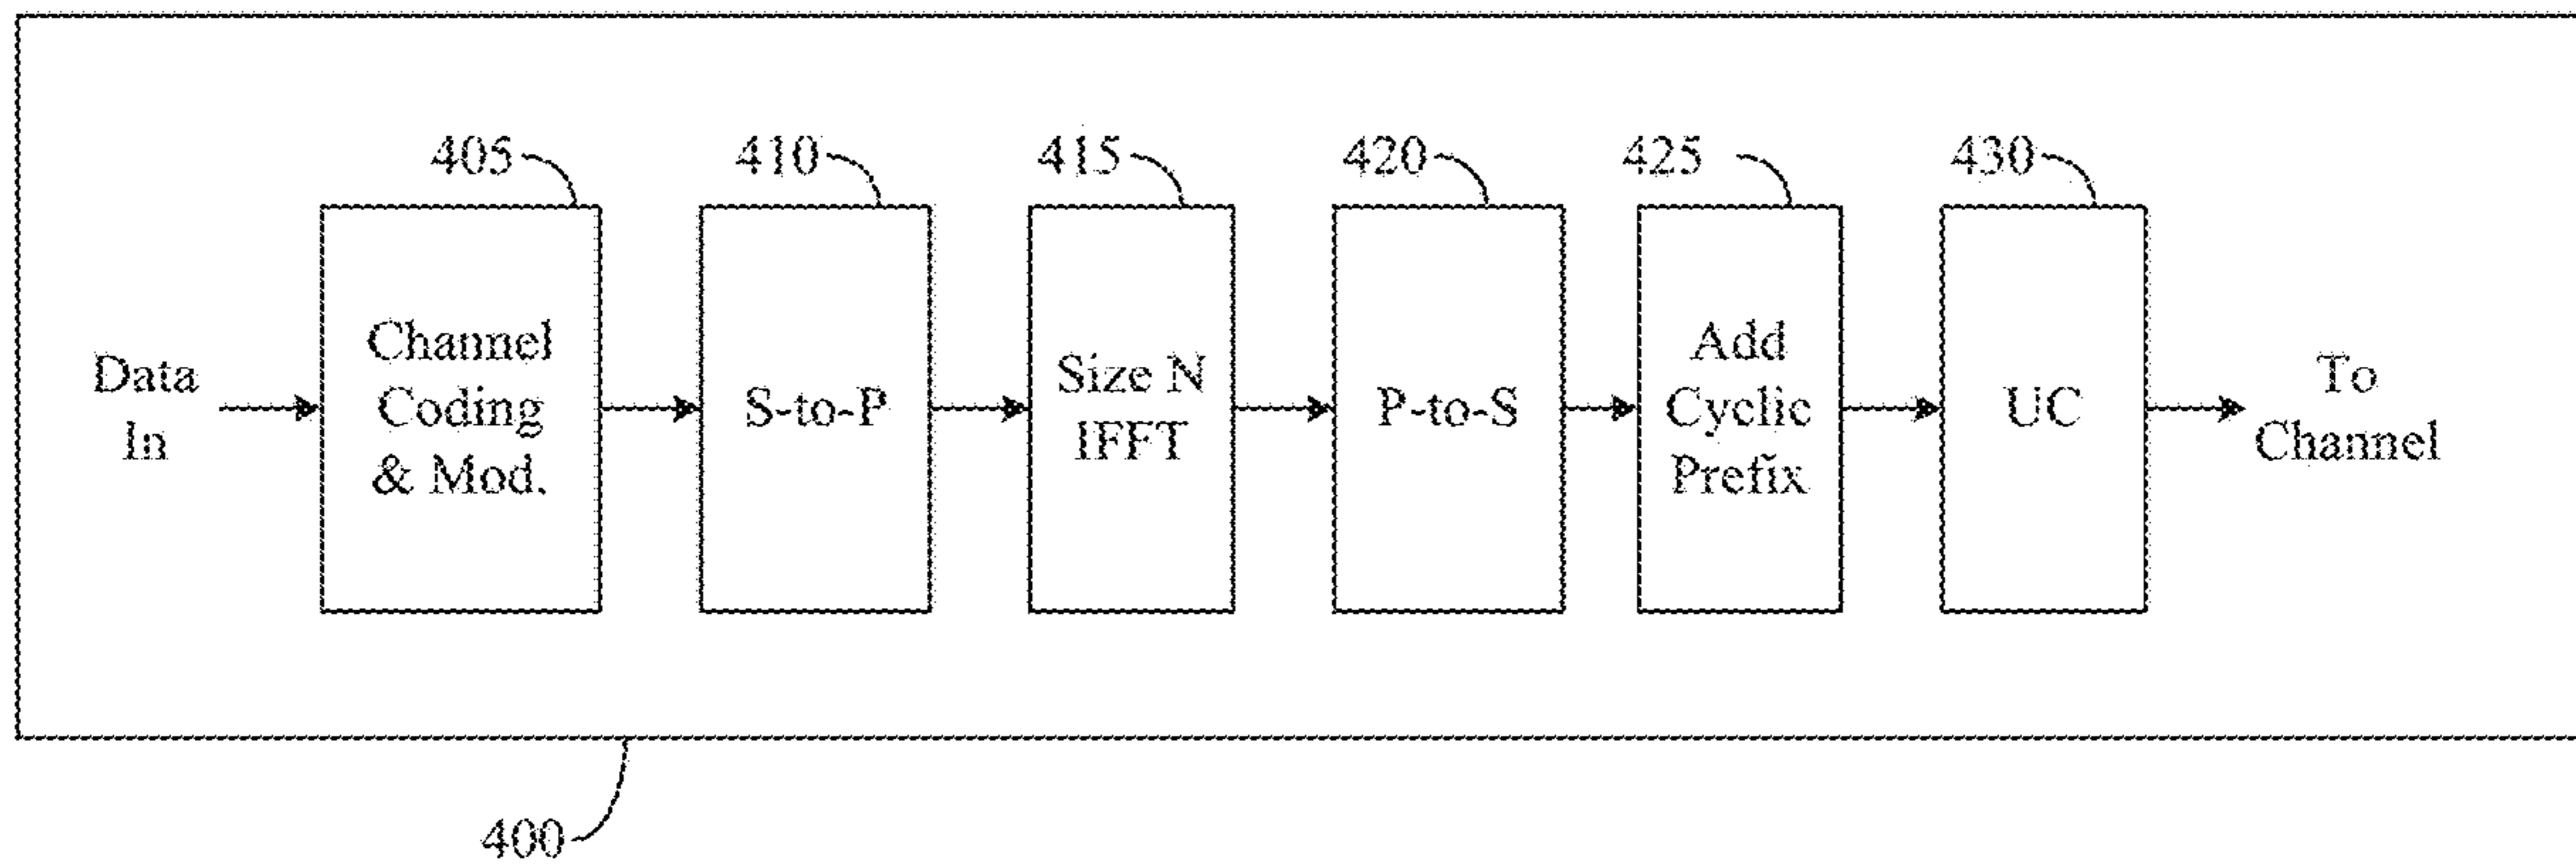 405
410
415
420
425
430
Data
In
Channel
Coding
& Mod.
S-to-P
Size N
IFFT
P-to-S
Add
Cyclic
Prefix
UC
To
Channel
400